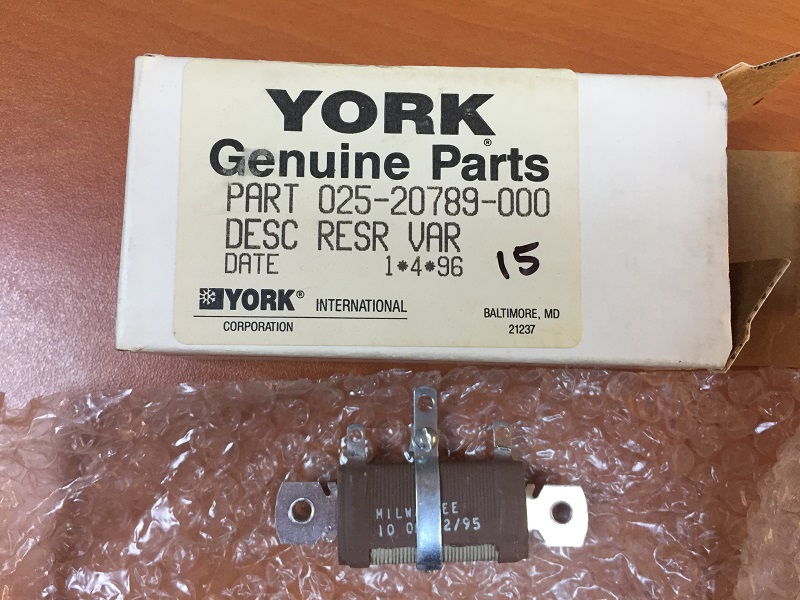 YORK®
Genuine Parts
PART 025-20789-000
DESC RESR VAR
DATE 1*4*96 15
YORK® INTERNATIONAL
CORPORATION
BALTIMORE, MD
21237
10